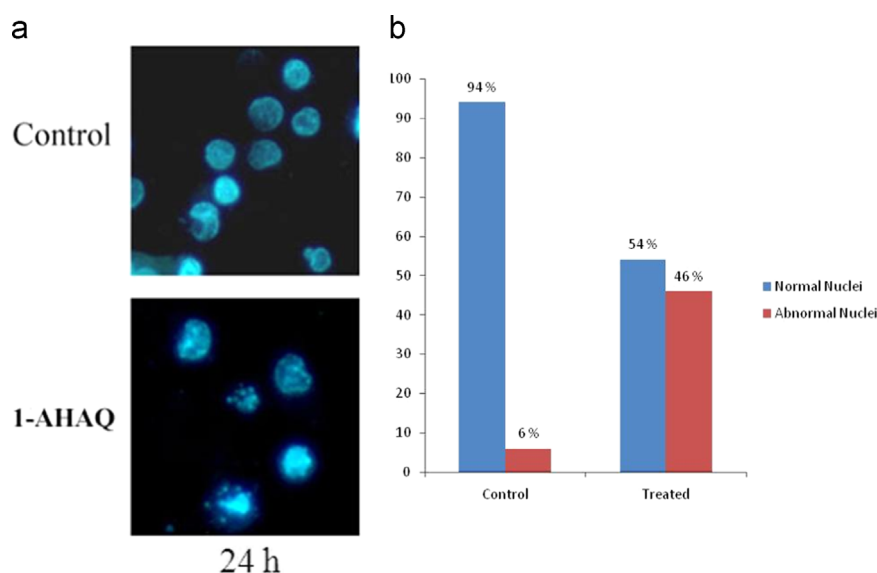 a
b
Control
1-AHAQ
24 h
100
90
80
70
60
50
40
30
20
10
0
94 %
6 %
54 %
46 %
Control
Treated
Normal Nuclei
Abnormal Nuclei